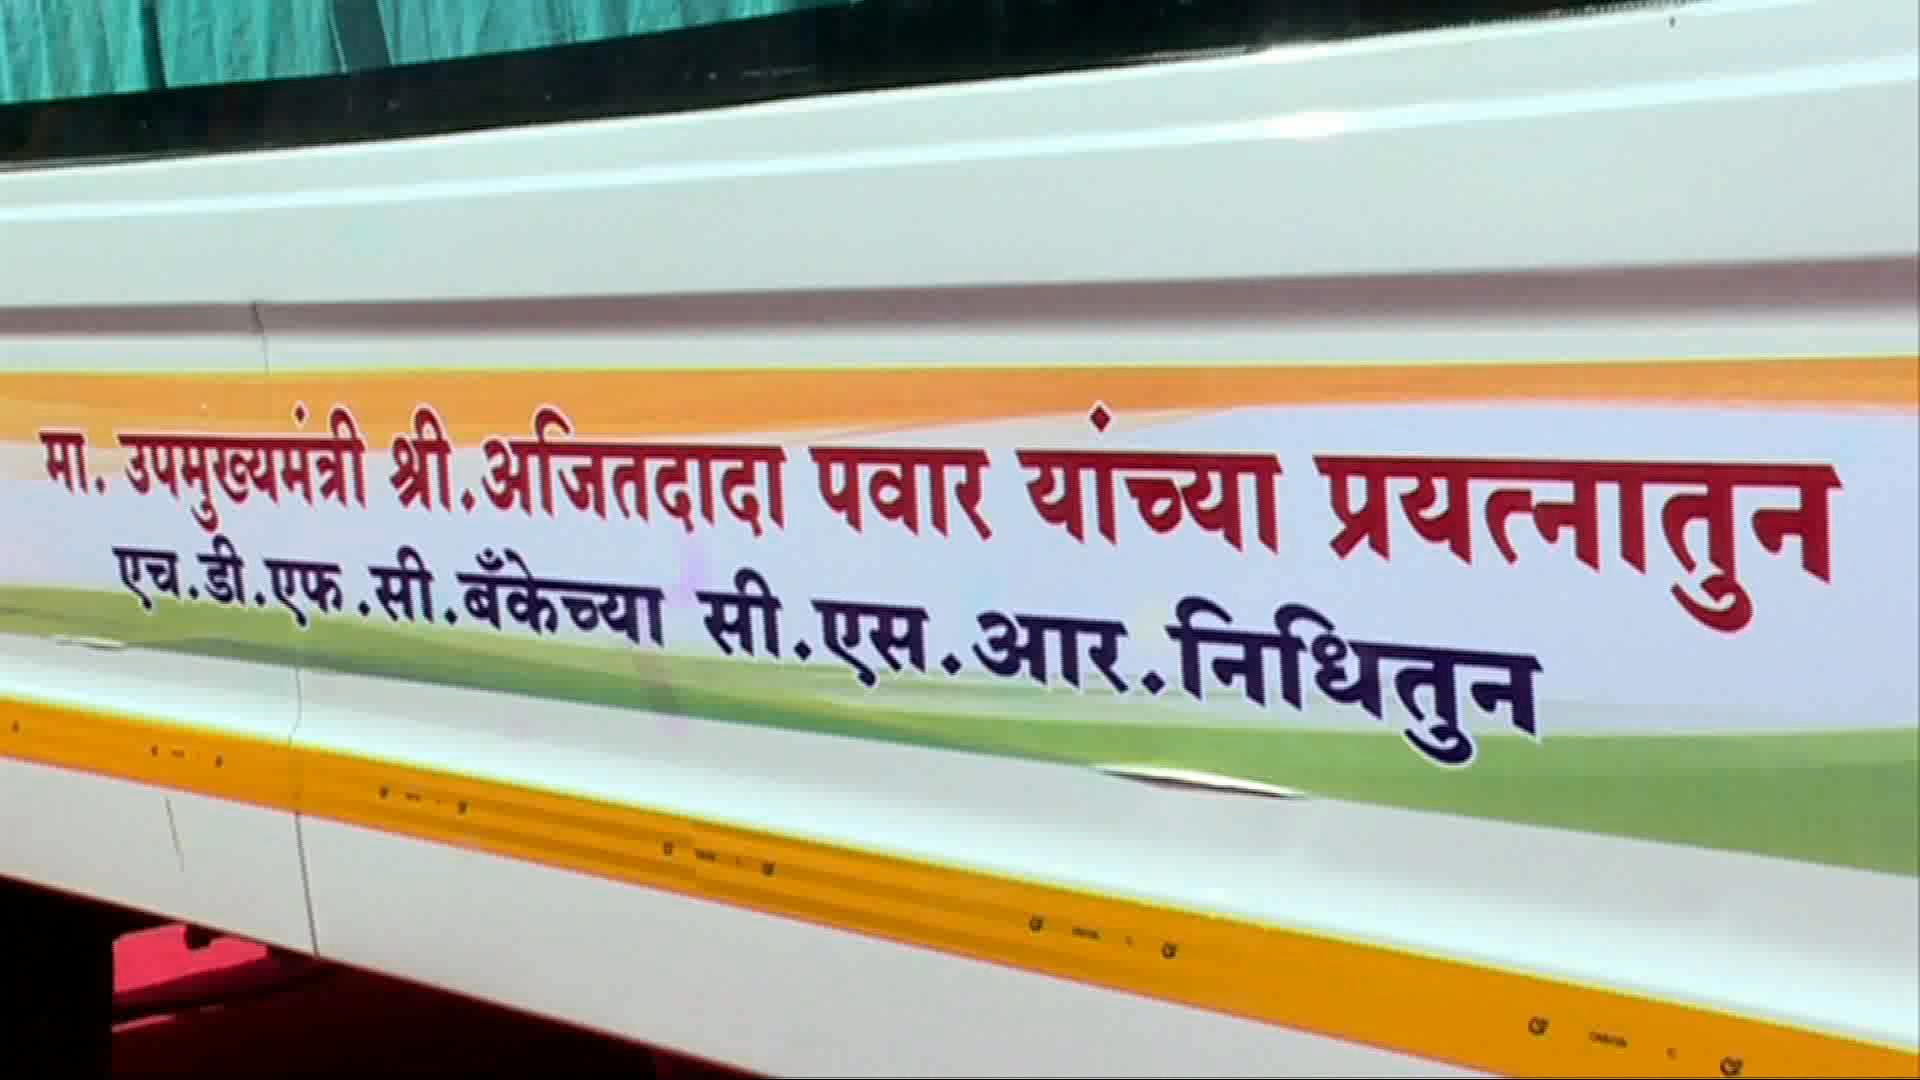 मा. उपमुख्यमंत्री श्री.अजितदादा पवार यांच्या प्रयत्नातुन
एच.डी.एफ.सी.बँकेच्या सी.एस.आर.निधितुन